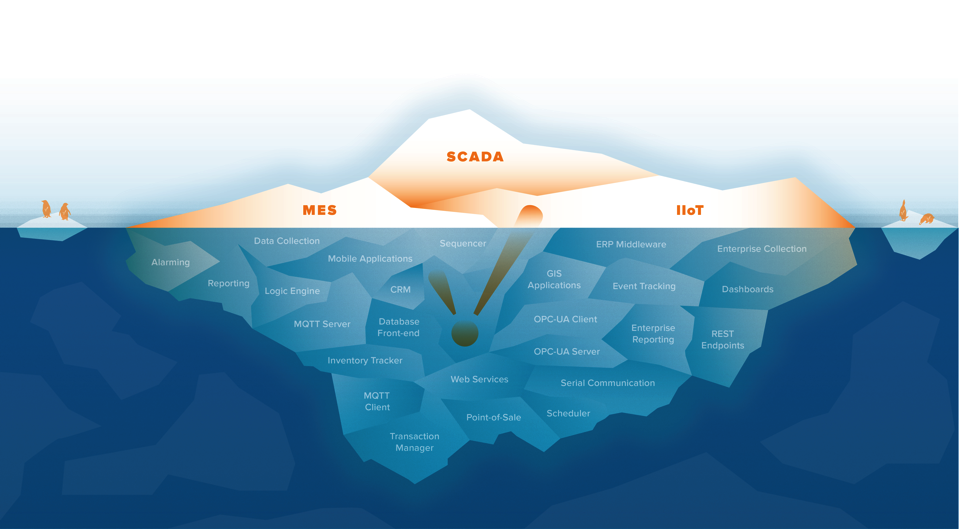 SCADA
MES
IIoT
Data Collection
Sequencer
ERP Middleware
Enterprise Collection
Alarming
Mobile Applications
Reporting
Logic Engine
CRM
GIS
Applications
Event Tracking
Dashboards
MQTT Server
Database
Front-end
OPC-UA Client
Enterprise
Reporting
REST
Endpoints
Inventory Tracker
OPC-UA Server
Web Services
Serial Communication
MQTT
Client
Point-of-Sale
Scheduler
Transaction
Manager